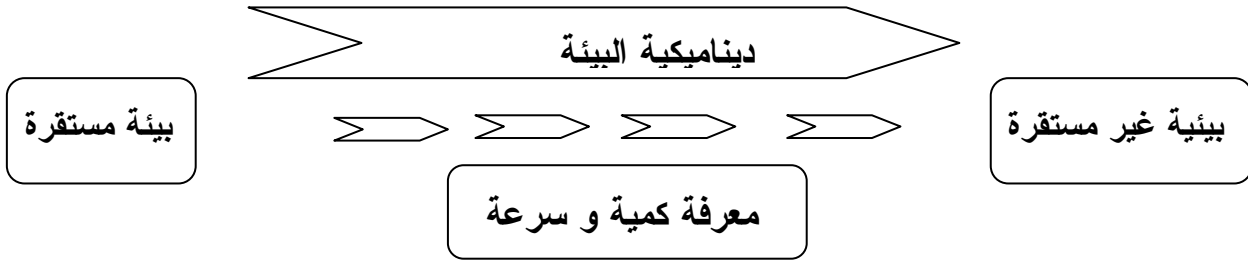 ديناميكية البيئة
بيئة مستقرة
بيئية غير مستقرة
معرفة كمية و سرعة